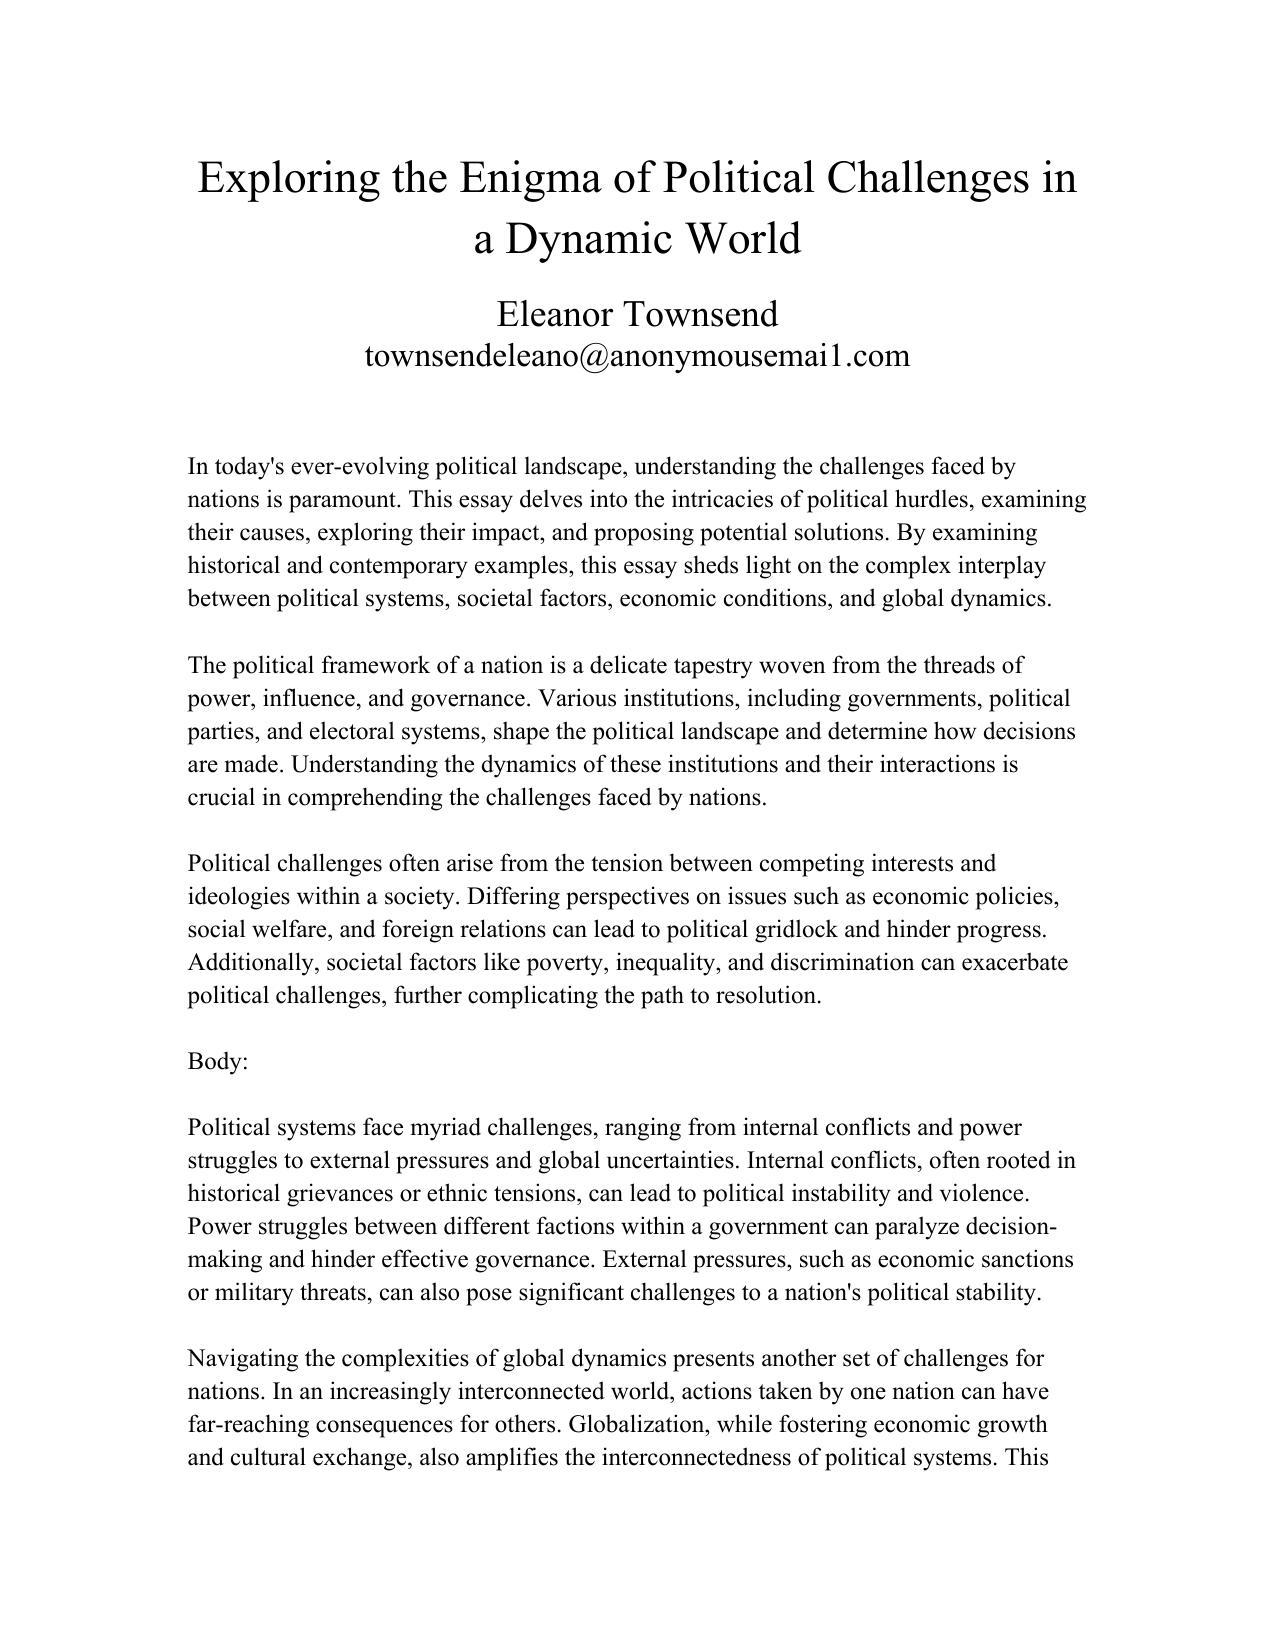 Exploring the Enigma of Political Challenges in
a Dynamic World
Eleanor Townsend
townsendeleano@anonymousemai1.com
In today's ever-evolving political landscape, understanding the challenges faced by
nations is paramount. This essay delves into the intricacies of political hurdles, examining
their causes, exploring their impact, and proposing potential solutions. By examining
historical and contemporary examples, this essay sheds light on the complex interplay
between political systems, societal factors, economic conditions, and global dynamics.
The political framework of a nation is a delicate tapestry woven from the threads of
power, influence, and governance. Various institutions, including governments, political
parties, and electoral systems, shape the political landscape and determine how decisions
are made. Understanding the dynamics of these institutions and their interactions is
crucial in comprehending the challenges faced by nations.
Political challenges often arise from the tension between competing interests and
ideologies within a society. Differing perspectives on issues such as economic policies,
social welfare, and foreign relations can lead to political gridlock and hinder progress.
Additionally, societal factors like poverty, inequality, and discrimination can exacerbate
political challenges, further complicating the path to resolution.
Body:
Political systems face myriad challenges, ranging from internal conflicts and power
struggles to external pressures and global uncertainties. Internal conflicts, often rooted in
historical grievances or ethnic tensions, can lead to political instability and violence.
Power struggles between different factions within a government can paralyze decision-
making and hinder effective governance. External pressures, such as economic sanctions
or military threats, can also pose significant challenges to a nation's political stability.
Navigating the complexities of global dynamics presents another set of challenges for
nations. In an increasingly interconnected world, actions taken by one nation can have
far-reaching consequences for others. Globalization, while fostering economic growth
and cultural exchange, also amplifies the interconnectedness of political systems. This